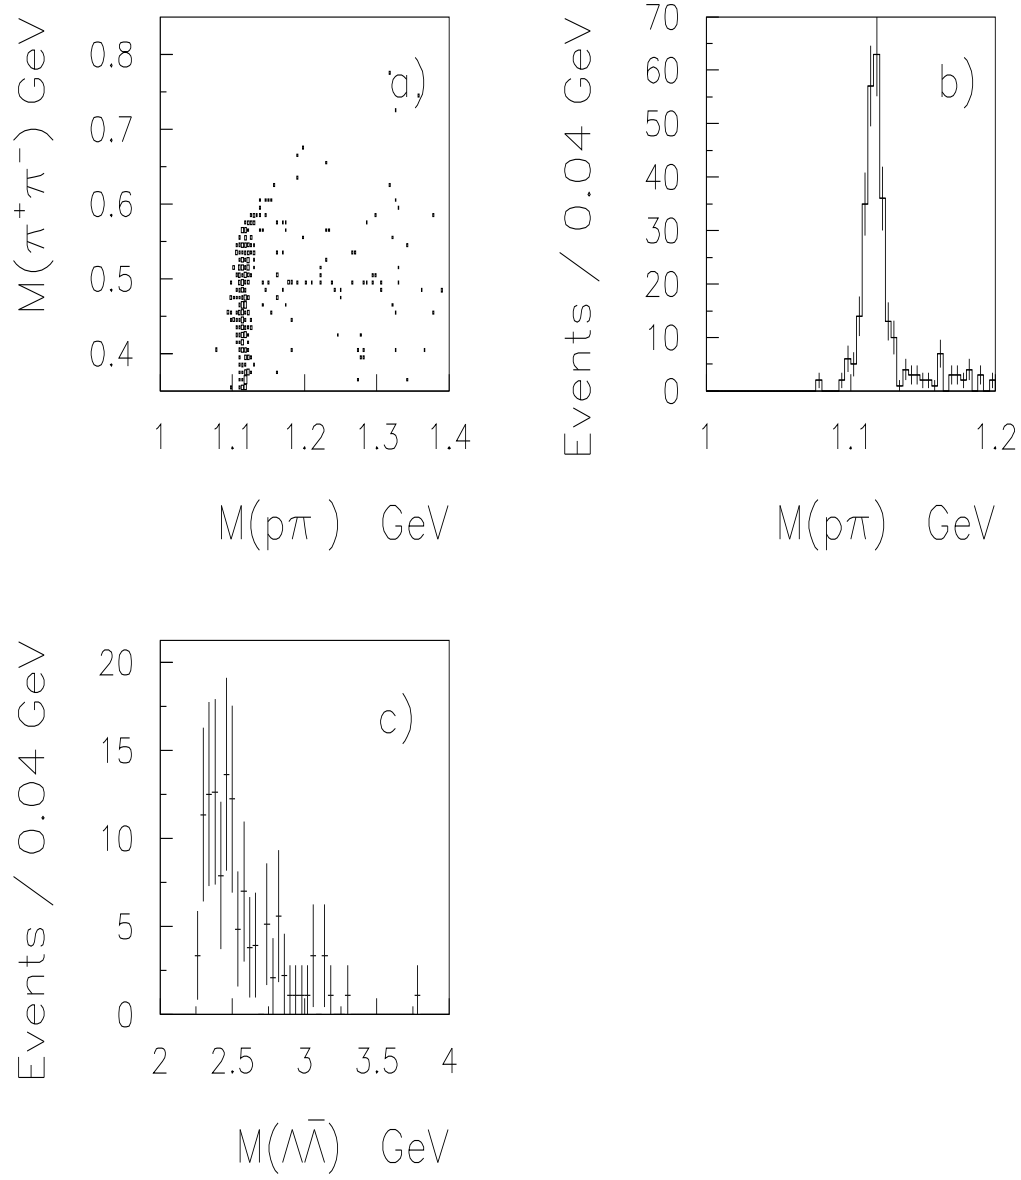 M(π⁺π⁻) GeV
0.8
0.7
0.6
0.5
0.4
a)
1 1.1 1.2 1.3 1.4
M(pπ) GeV
Events / 0.04 GeV
70
60
50
40
30
20
10
0
b)
1 1.1 1.2
M(pπ) GeV
Events / 0.04 GeV
20
15
10
5
0
c)
2 2.5 3 3.5 4
M(ΛΛ̅) GeV